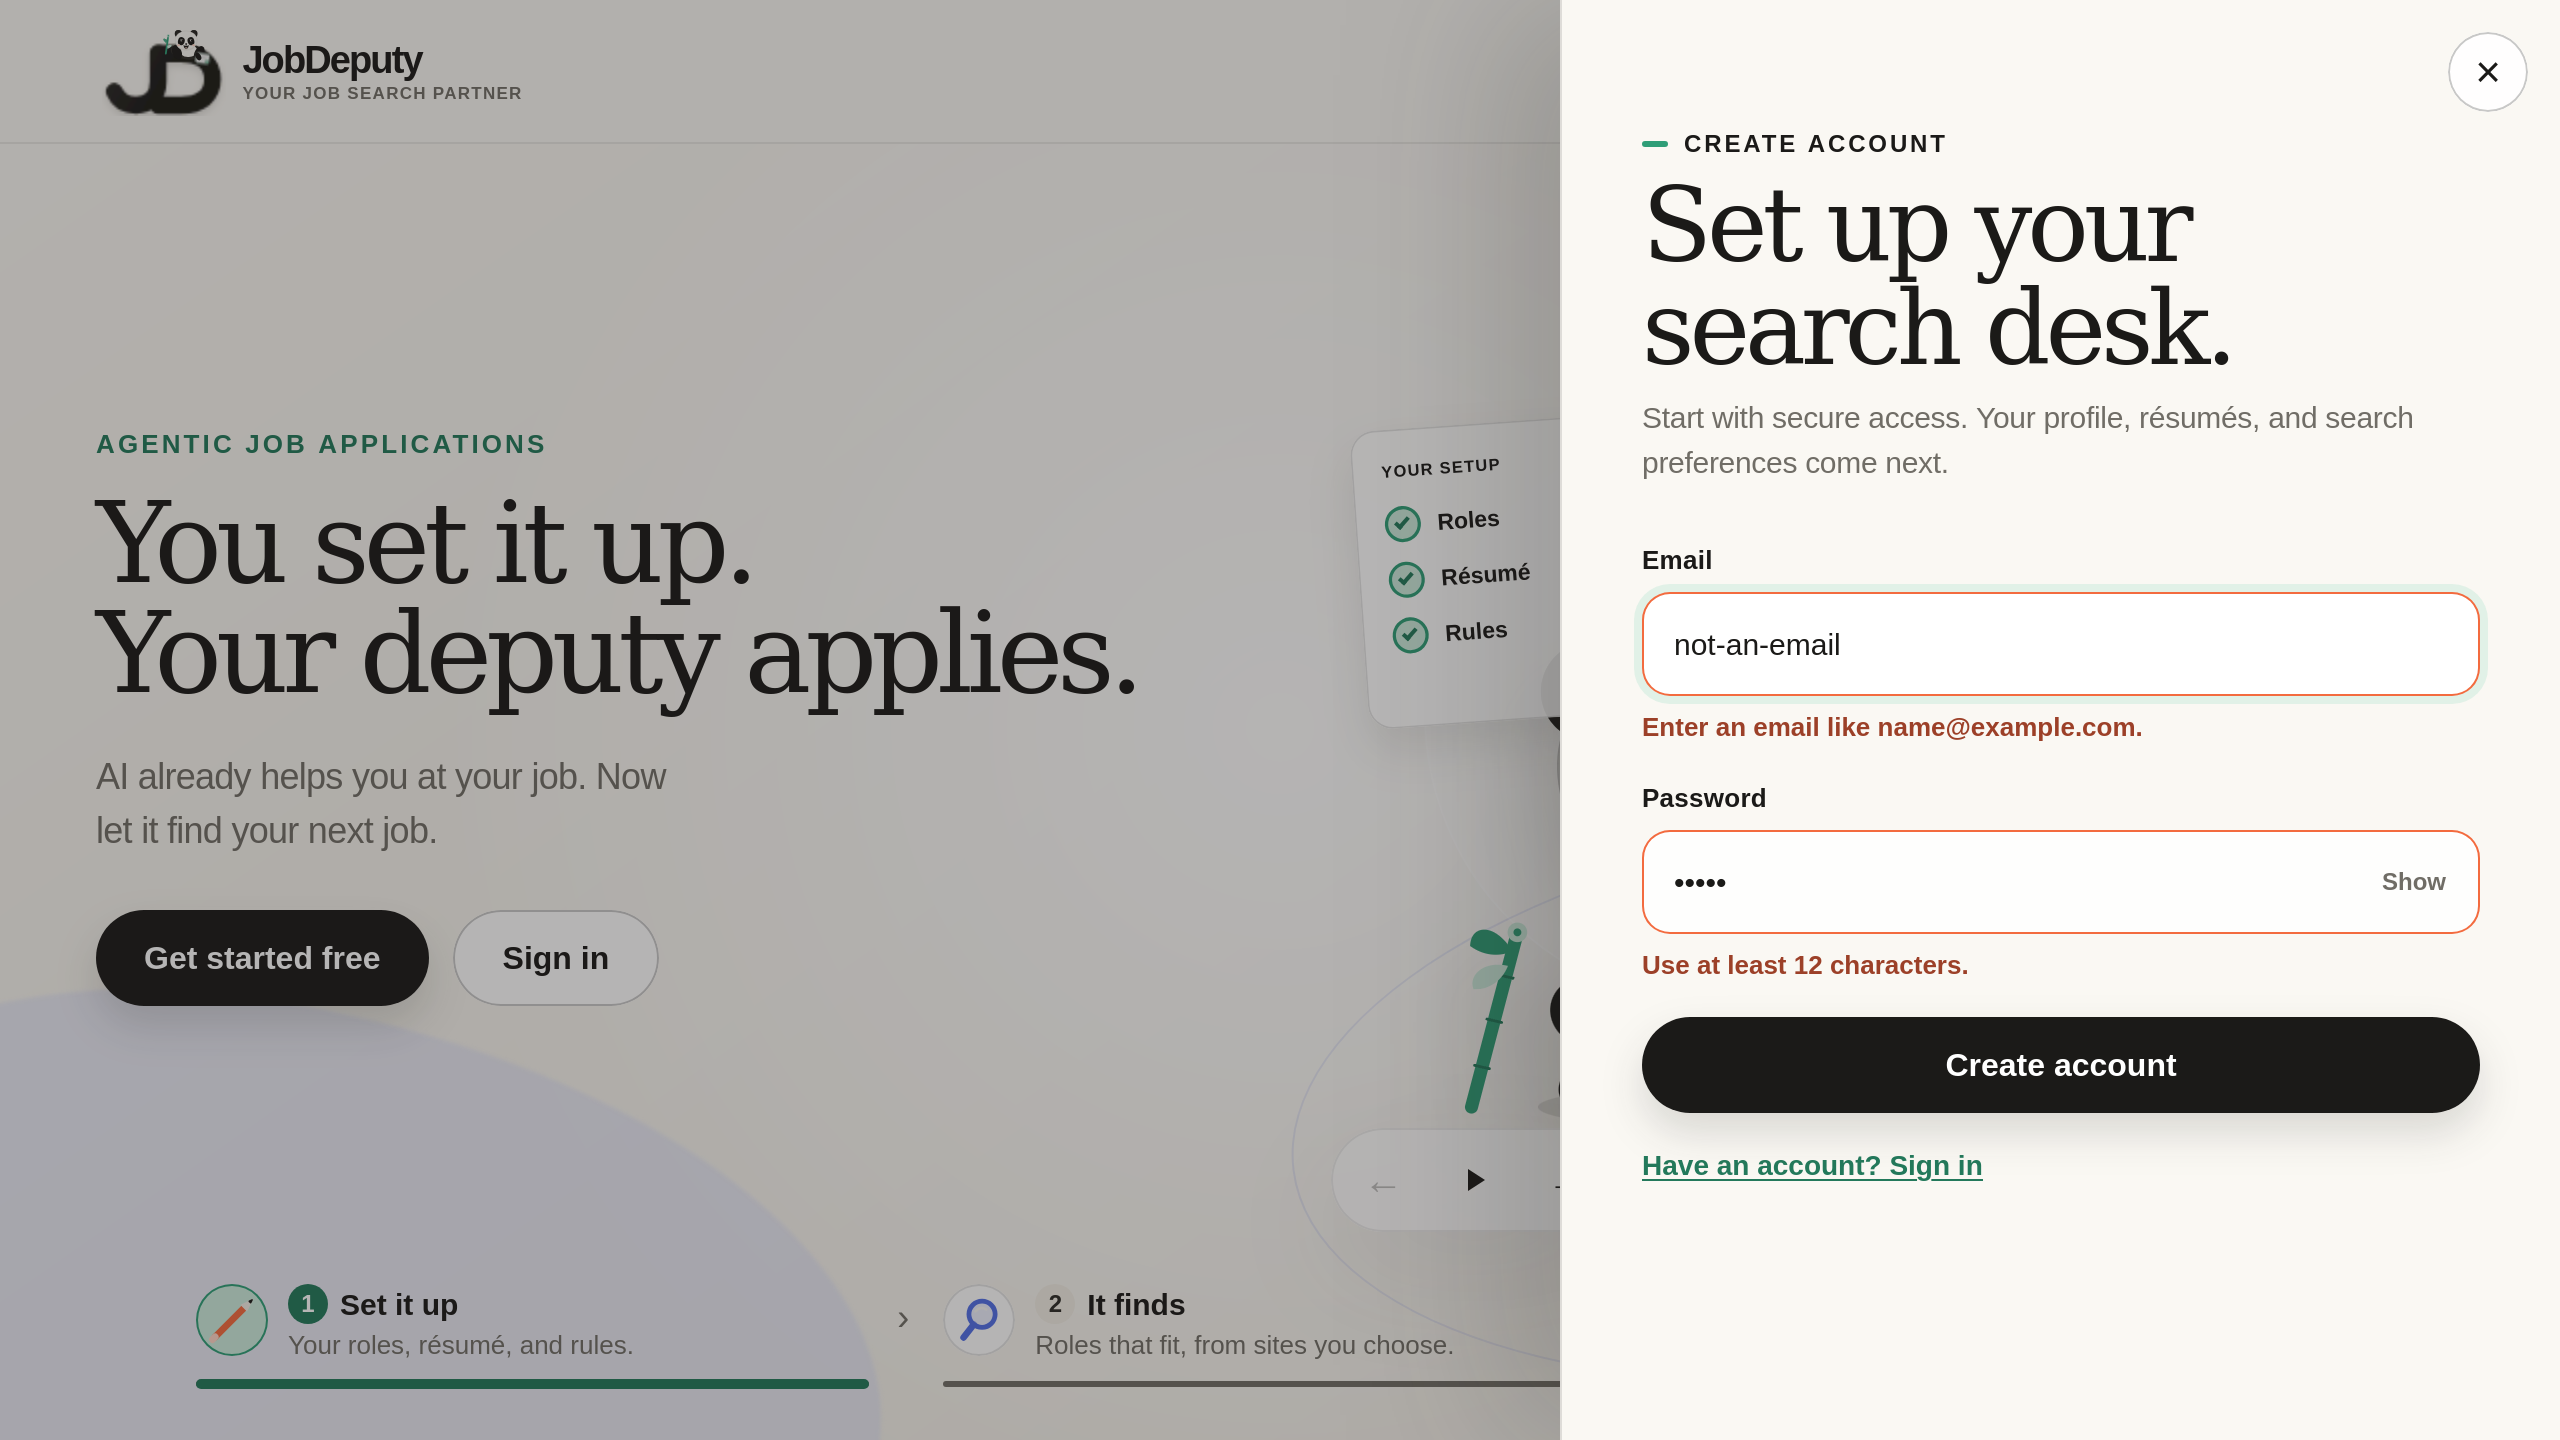 JobDeputy
YOUR JOB SEARCH PARTNER
AGENTIC JOB APPLICATIONS
You set it up.
Your deputy applies.
AI already helps you at your job. Now
let it find your next job.
Get started free
Sign in
YOUR SETUP
Roles
Résumé
Rules
1 Set it up
Your roles, résumé, and rules.
2 It finds
Roles that fit, from sites you choose.
CREATE ACCOUNT
Set up your
search desk.
Start with secure access. Your profile, résumés, and search
preferences come next.
Email
not-an-email
Enter an email like name@example.com.
Password
•••••
Show
Use at least 12 characters.
Create account
Have an account? Sign in